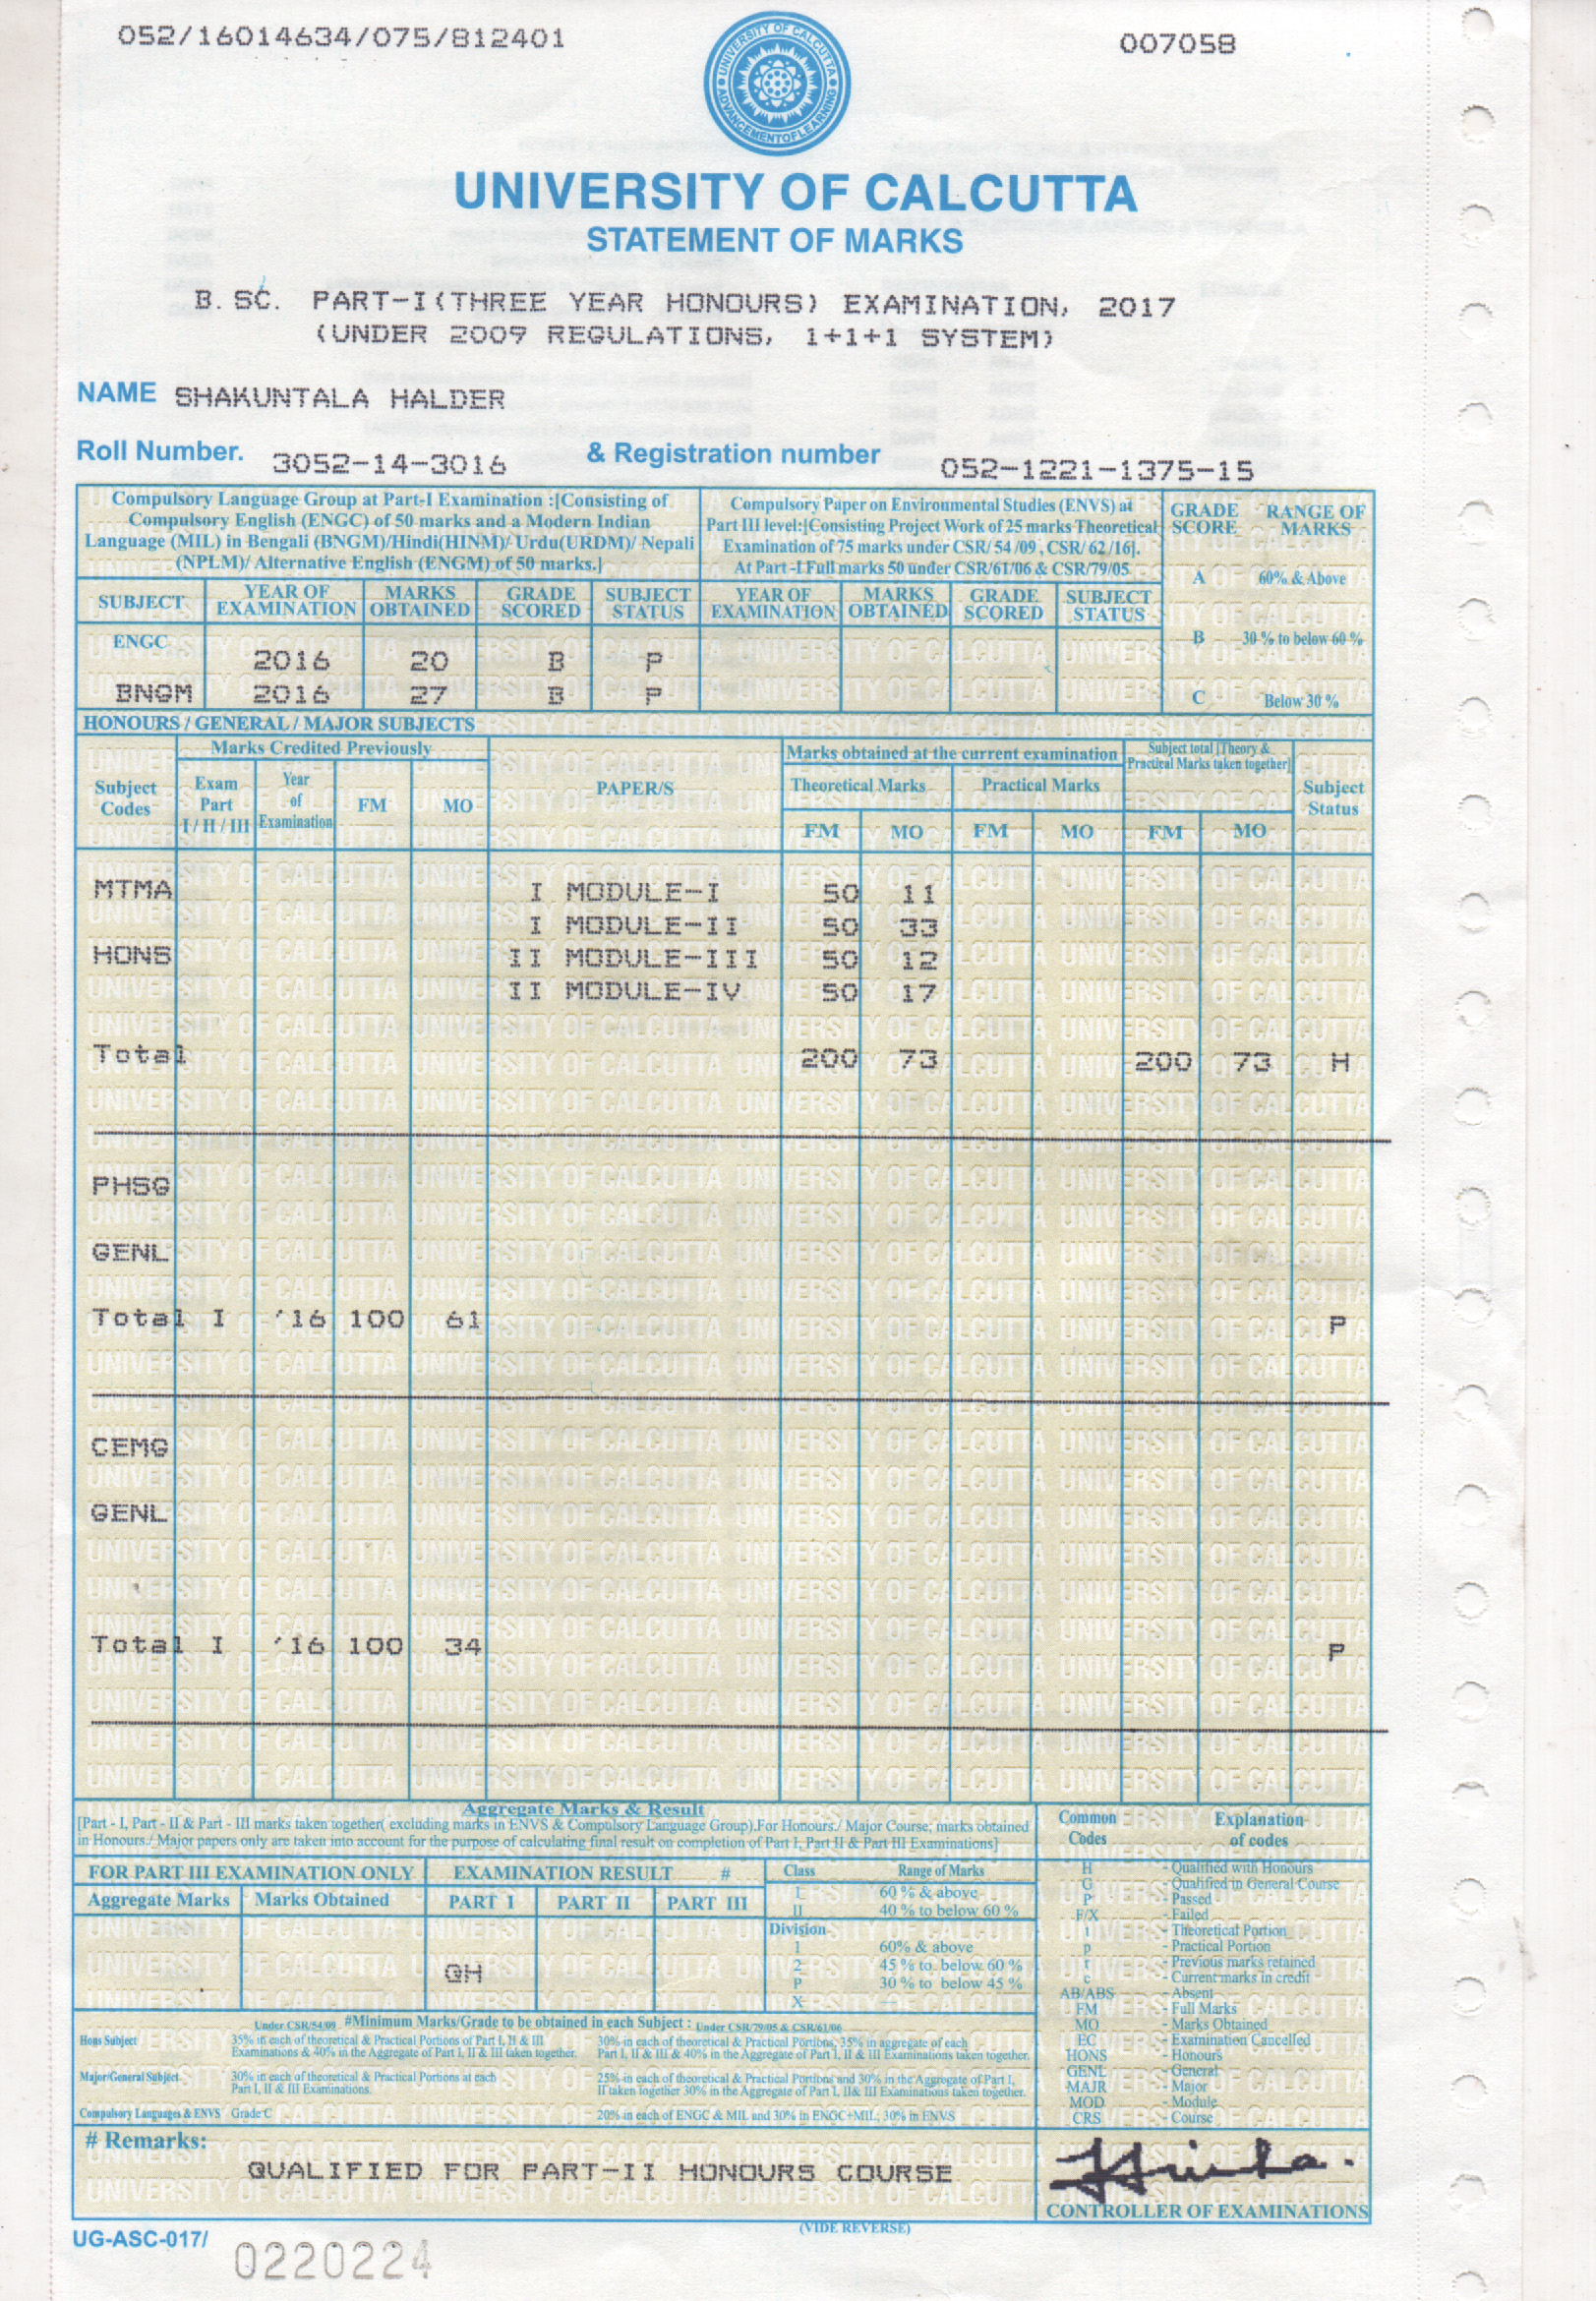 052/16014634/075/812401
007058
UNIVERSITY OF CALCUTTA
ADVANCEMENT OF LEARNING
UNIVERSITY OF CALCUTTA
STATEMENT OF MARKS
B. SC. PART-I(THREE YEAR HONOURS) EXAMINATION, 2017
(UNDER 2009 REGULATIONS, 1+1+1 SYSTEM)
NAME SHAKUNTALA HALDER
Roll Number. 3052-14-3016 & Registration number 052-1221-1375-15
Compulsory Language Group at Part-I Examination :[Consisting of
Compulsory English (ENGC) of 50 marks and a Modern Indian
Language (MIL) in Bengali (BNGM)/Hindi(HINM)/ Urdu(URDM)/ Nepali
(NPLM)/ Alternative English (ENGM) of 50 marks.]
Compulsory Paper on Environmental Studies (ENVS) at
Part III level:[Consisting Project Work of 25 marks Theoretical
Examination of 75 marks under CSR/ 54 /09 , CSR/ 62 /16].
At Part -I Full marks 50 under CSR/61/06 & CSR/79/05
GRADE SCORE RANGE OF MARKS
A 60% & Above
B 30 % to below 60 %
C Below 30 %
SUBJECT YEAR OF EXAMINATION MARKS OBTAINED GRADE SCORED SUBJECT STATUS YEAR OF EXAMINATION MARKS OBTAINED GRADE SCORED SUBJECT STATUS
ENGC 2016 20 B P
BNGM 2016 27 B P
HONOURS / GENERAL / MAJOR SUBJECTS
Subject Codes
Marks Credited Previously
Exam Part I / II / III
Year of Examination
FM MO
PAPER/S
Marks obtained at the current examination
Theoretical Marks Practical Marks
FM MO FM MO
Subject total [Theory & Practical Marks taken together]
FM MO
Subject Status
MTMA I MODULE-I 50 11
I MODULE-II 50 33
HONS II MODULE-III 50 12
II MODULE-IV 50 17
Total 200 73 200 73 H
PHSG
GENL
Total I '16 100 61 P
CEMG
GENL
Total I '16 100 34 P
Aggregate Marks & Result
[Part - I, Part - II & Part - III marks taken together( excluding marks in ENVS & Compulsory Language Group).For Honours./ Major Course; marks obtained
in Honours./ Major papers only are taken into account for the purpose of calculating final result on completion of Part I, Part II & Part III Examinations]
FOR PART III EXAMINATION ONLY EXAMINATION RESULT #
Aggregate Marks Marks Obtained PART I PART II PART III
QH
Class Range of Marks
I 60 % & above
II 40 % to below 60 %
Division
1 60% & above
2 45 % to below 60 %
P 30 % to below 45 %
X —
Common Codes Explanation of codes
H - Qualified with Honours
G - Qualified in General Course
P - Passed
F/X - Failed
t - Theoretical Portion
p - Practical Portion
r - Previous marks retained
c - Current marks in credit
AB/ABS - Absent
FM - Full Marks
MO - Marks Obtained
EC - Examination Cancelled
HONS - Honours
GENL - General
MAJR - Major
MOD - Module
CRS - Course
Under CSR/54/09 #Minimum Marks/Grade to be obtained in each Subject : Under CSR/79/05 & CSR/61/06
Hons Subject 35% in each of theoretical & Practical Portions of Part I, II & III
Examinations & 40% in the Aggregate of Part I, II & III taken together.
30% in each of theoretical & Practical Portions, 35% in aggregate of each
Part I, II & III & 40% in the Aggregate of Part I, II & III Examinations taken together.
Major/General Subject 30% in each of theoretical & Practical Portions at each
Part I, II & III Examinations.
25% in each of theoretical & Practical Portions and 30% in the Aggregate of Part I,
II taken together 30% in the Aggregate of Part I, II& III Examinations taken together.
Compulsory Languages & ENVS Grade C 20% in each of ENGC & MIL and 30% in ENGC+MIL; 30% in ENVS
# Remarks:
QUALIFIED FOR PART-II HONOURS COURSE
CONTROLLER OF EXAMINATIONS
(VIDE REVERSE)
UG-ASC-017/ 0220224